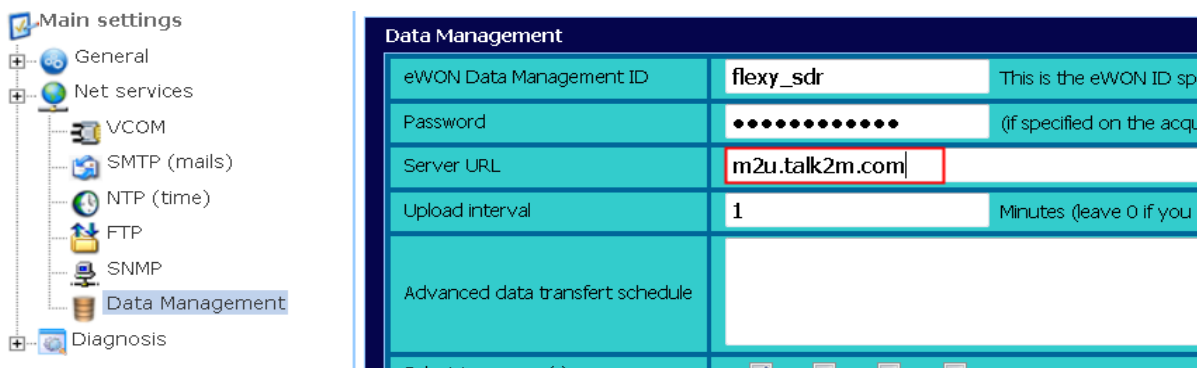 Main settings
General
Net services
VCOM
SMTP (mails)
NTP (time)
FTP
SNMP
Data Management
Diagnosis
Data Management
eWON Data Management ID flexy_sdr This is the eWON ID sp
Password ●●●●●●●●●●●● (if specified on the acqu
Server URL m2u.talk2m.com
Upload interval 1 Minutes (leave 0 if you
Advanced data transfert schedule